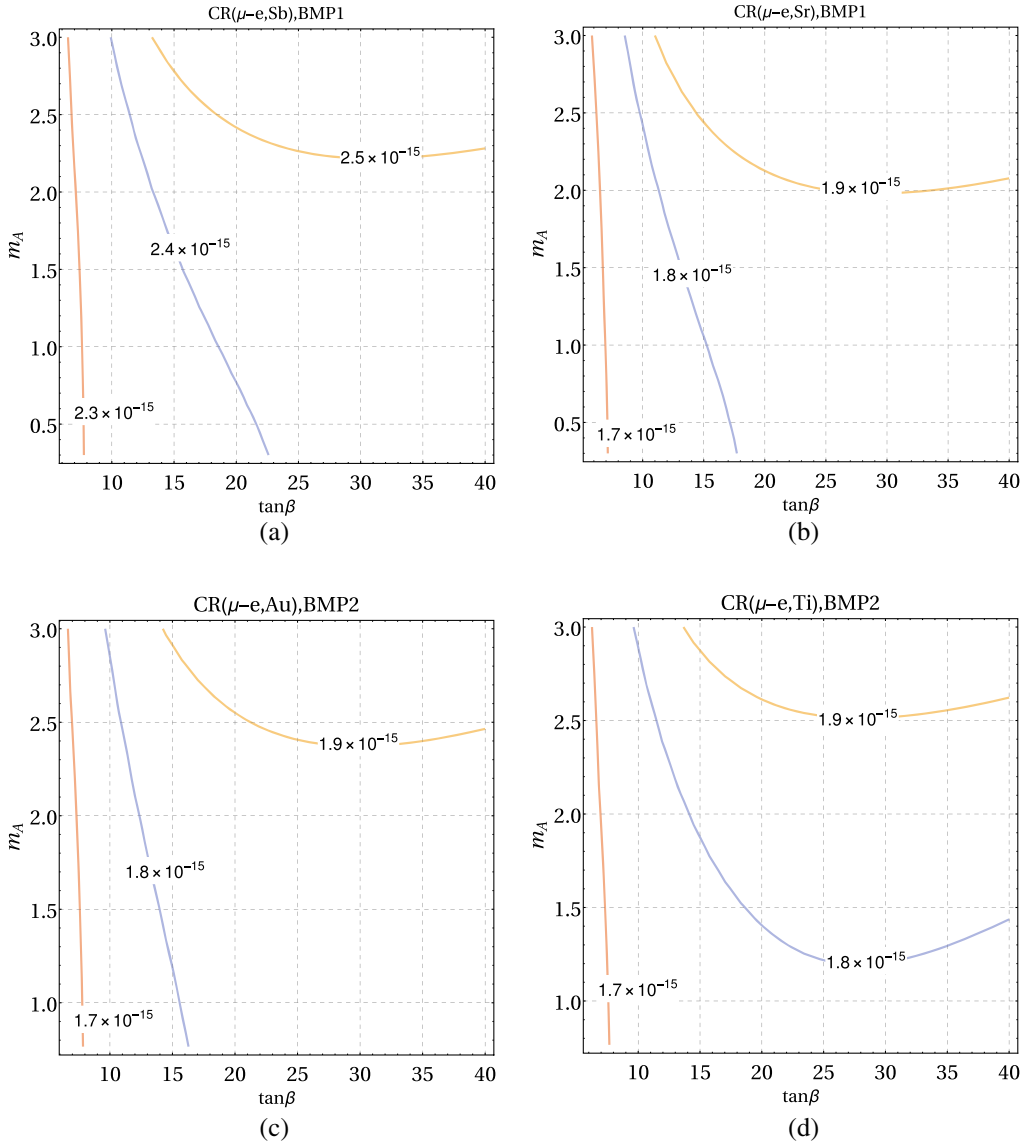 CR(μ−e,Sb),BMP1
3.0
2.5
2.0
1.5
1.0
0.5
m_A
2.5 × 10⁻¹⁵
2.4 × 10⁻¹⁵
2.3 × 10⁻¹⁵
10 15 20 25 30 35 40
tanβ
(a)
CR(μ−e,Sr),BMP1
3.0
2.5
2.0
1.5
1.0
0.5
m_A
1.9 × 10⁻¹⁵
1.8 × 10⁻¹⁵
1.7 × 10⁻¹⁵
10 15 20 25 30 35 40
tanβ
(b)
CR(μ−e,Au),BMP2
3.0
2.5
2.0
1.5
1.0
m_A
1.9 × 10⁻¹⁵
1.8 × 10⁻¹⁵
1.7 × 10⁻¹⁵
10 15 20 25 30 35 40
tanβ
(c)
CR(μ−e,Ti),BMP2
3.0
2.5
2.0
1.5
1.0
m_A
1.9 × 10⁻¹⁵
1.8 × 10⁻¹⁵
1.7 × 10⁻¹⁵
10 15 20 25 30 35 40
tanβ
(d)